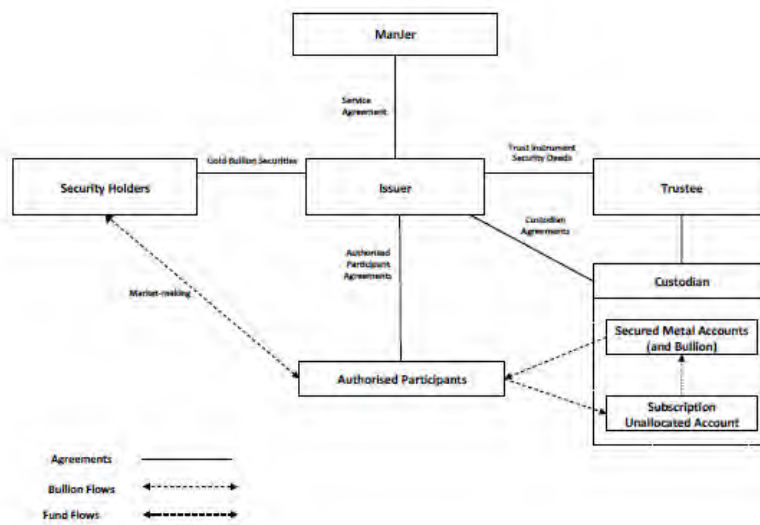 ManJer
Service
Agreement
Gold Bullion Securities
Trust Instrument
Security Deeds
Security Holders
Issuer
Trustee
Custodian
Agreements
Authorised
Participant
Agreements
Custodian
Market-making
Secured Metal Accounts
(and Bullion)
Authorised Participants
Subscription
Unallocated Account
Agreements
Bullion Flows
Fund Flows